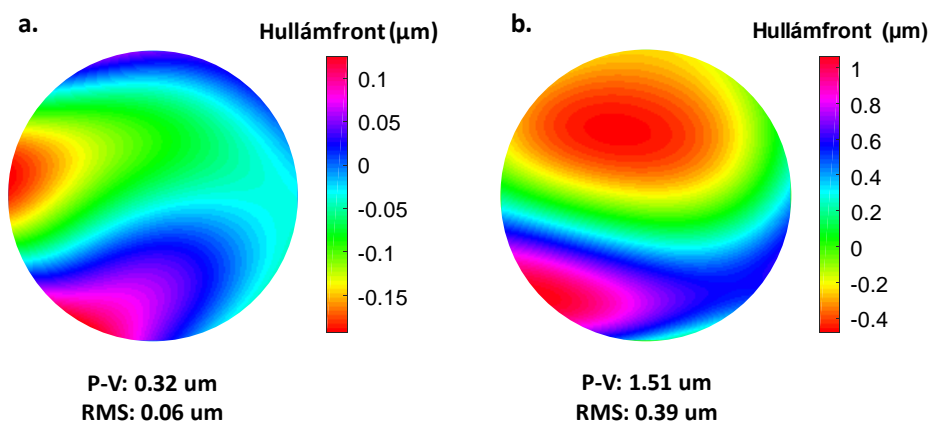 a.
Hullámfront (µm)
0.1
0.05
0
-0.05
-0.1
-0.15
P-V: 0.32 um
RMS: 0.06 um
b.
Hullámfront (µm)
1
0.8
0.6
0.4
0.2
0
-0.2
-0.4
P-V: 1.51 um
RMS: 0.39 um